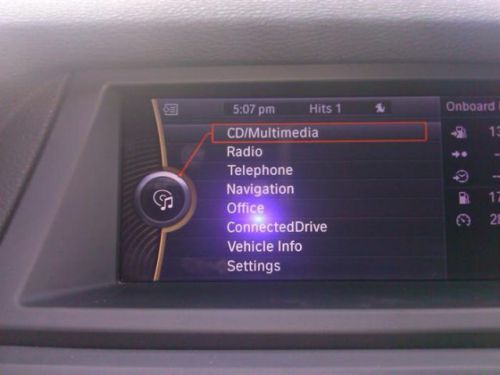 5:07 pm Hits 1 Onboard
CD/Multimedia
Radio
Telephone
Navigation
Office
ConnectedDrive
Vehicle Info
Settings